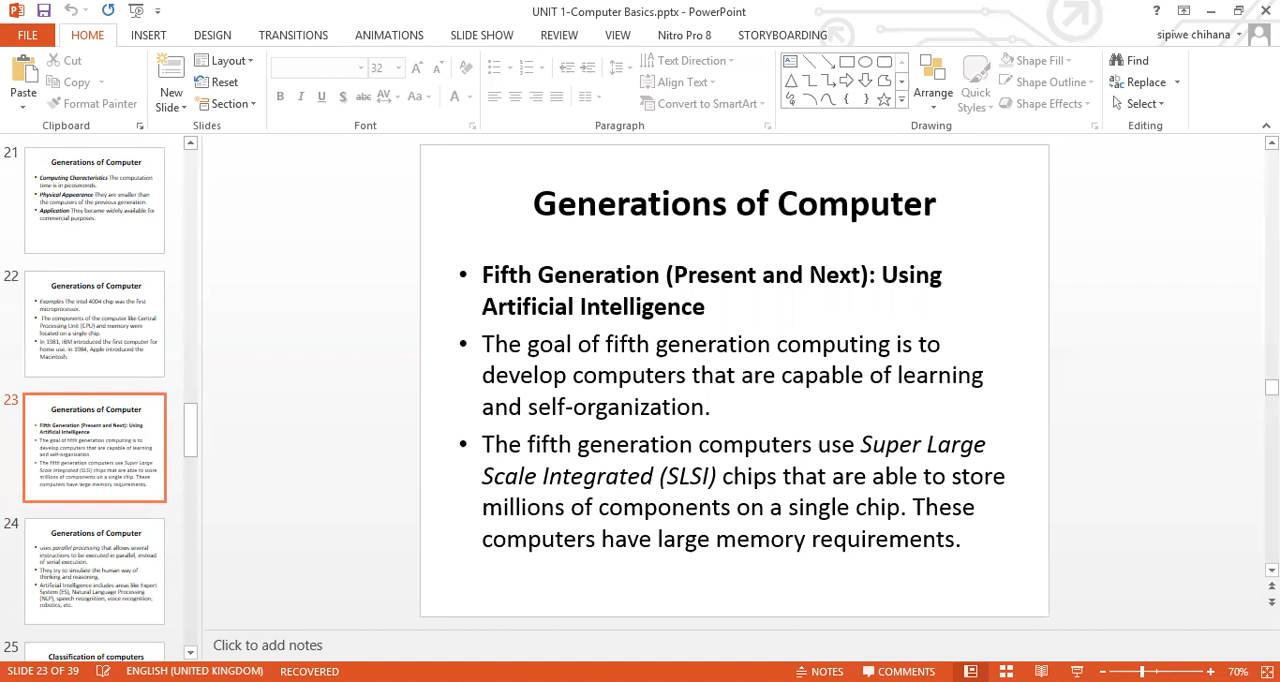 UNIT 1-Computer Basics.pptx - PowerPoint
?
FILE HOME INSERT DESIGN TRANSITIONS ANIMATIONS SLIDE SHOW REVIEW VIEW Nitro Pro 8 STORYBOARDING sipiwe chihana
Paste
Cut
Copy
Format Painter
Clipboard
New Slide
Layout
Reset
Section
Slides
32
B I U S abc AV Aa A
Font
Text Direction
Align Text
Convert to SmartArt
Paragraph
Arrange
Quick Styles
Shape Fill
Shape Outline
Shape Effects
Drawing
Find
Replace
Select
Editing
21
Generations of Computer
• Computing Characteristics The computation
time is in picoseconds.
• Physical Appearance They are smaller than
the computers of the previous generation.
• Application They became widely available for
commercial purposes.
22
Generations of Computer
• Examples The Intel 4004 chip was the first
microprocessor.
• The components of the computer like Central
Processing Unit (CPU) and memory were
located on a single chip.
• In 1981, IBM introduced the first computer for
home use. In 1984, Apple introduced the
Macintosh.
23
Generations of Computer
• Fifth Generation (Present and Next): Using
Artificial Intelligence
• The goal of fifth generation computing is to
develop computers that are capable of learning
and self-organization.
• The fifth generation computers use Super Large
Scale Integrated (SLSI) chips that are able to store
millions of components on a single chip. These
computers have large memory requirements.
24
Generations of Computer
• uses parallel processing that allows several
instructions to be executed in parallel, instead
of serial execution.
• They try to simulate the human way of
thinking and reasoning.
• Artificial Intelligence includes areas like Expert
System (ES), Natural Language Processing
(NLP), speech recognition, voice recognition,
robotics, etc.
25
Classification of computers
Generations of Computer
• Fifth Generation (Present and Next): Using
Artificial Intelligence
• The goal of fifth generation computing is to
develop computers that are capable of learning
and self-organization.
• The fifth generation computers use Super Large
Scale Integrated (SLSI) chips that are able to store
millions of components on a single chip. These
computers have large memory requirements.
Click to add notes
SLIDE 23 OF 39 ENGLISH (UNITED KINGDOM) RECOVERED NOTES COMMENTS 70%